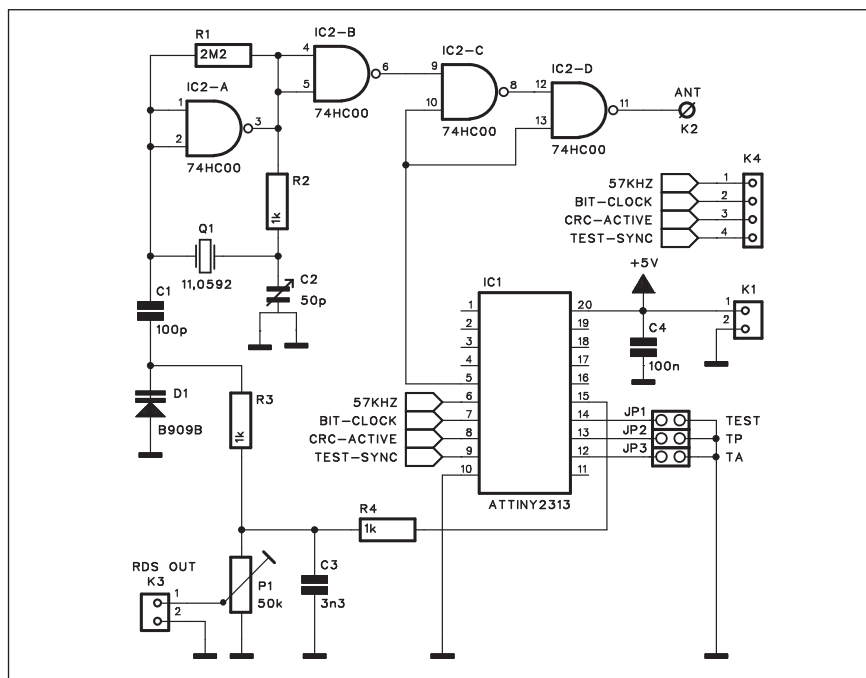 R1
2M2
IC2-A
1
2
3
74HC00
IC2-B
4
5
6
74HC00
IC2-C
9
10
8
74HC00
IC2-D
12
13
11
74HC00
ANT
K2
R2
1k
Q1
11,0592
C2
50p
C1
100p
D1
B909B
R3
1k
K4
57KHZ 1
BIT-CLOCK 2
CRC-ACTIVE 3
TEST-SYNC 4
+5V
K1
1
2
C4
100n
IC1
1 20
2 19
3 18
4 17
5 16
57KHZ 6 15
BIT-CLOCK 7 14 JP1 TEST
CRC-ACTIVE 8 13 JP2 TP
TEST-SYNC 9 12 JP3 TA
10 11
ATTINY2313
R4
1k
C3
3n3
P1
50k
RDS OUT
K3
1
2